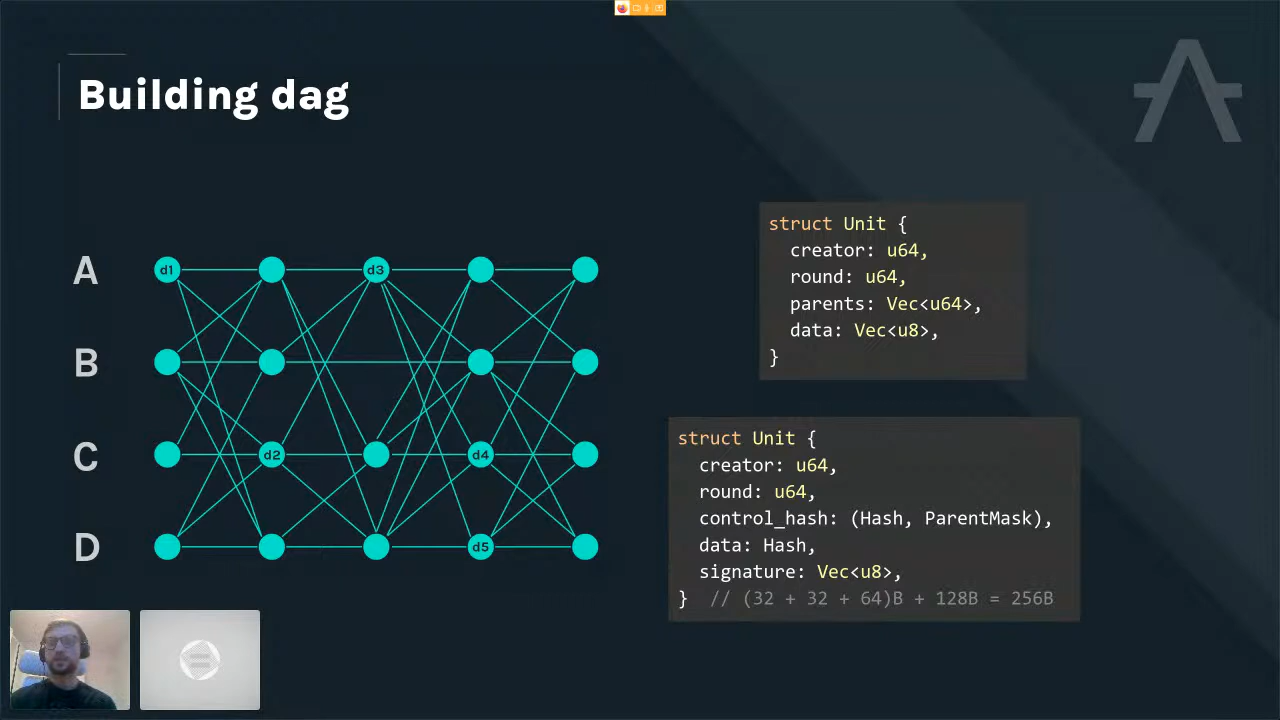 Building dag
A
d1
d3
B
C
d2
d4
D
d5
struct Unit {
creator: u64,
round: u64,
parents: Vec<u64>,
data: Vec<u8>,
}
struct Unit {
creator: u64,
round: u64,
control_hash: (Hash, ParentMask),
data: Hash,
signature: Vec<u8>,
} // (32 + 32 + 64)B + 128B = 256B